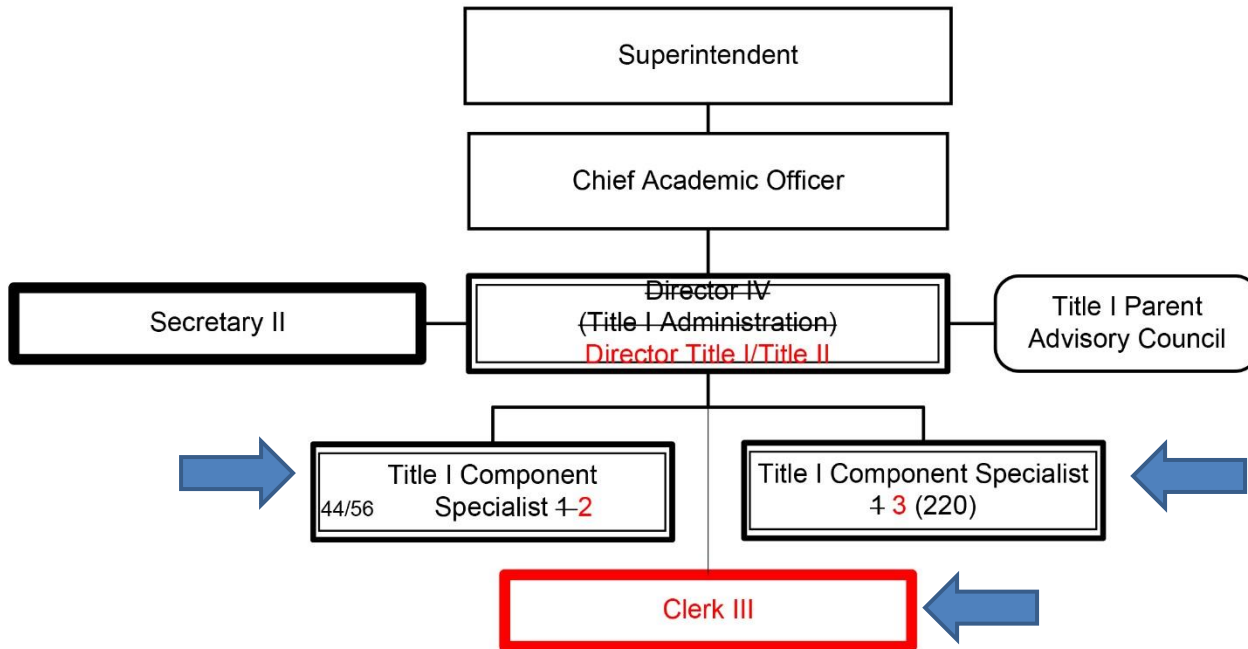 Superintendent
Chief Academic Officer
Secretary II
Director IV
(Title I Administration)
Director Title I/Title II
Title I Parent
Advisory Council
Title I Component
44/56 Specialist 1 2
Title I Component Specialist
1 3 (220)
Clerk III